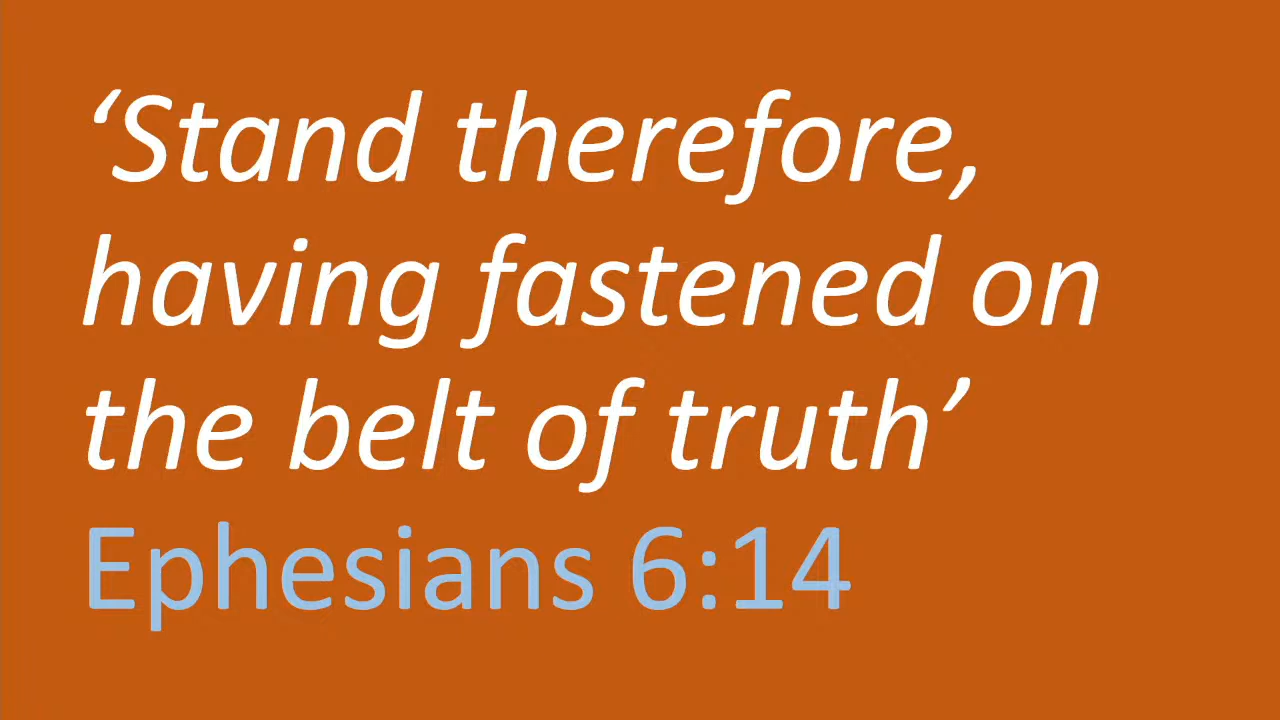 ‘Stand therefore,
having fastened on
the belt of truth’
Ephesians 6:14